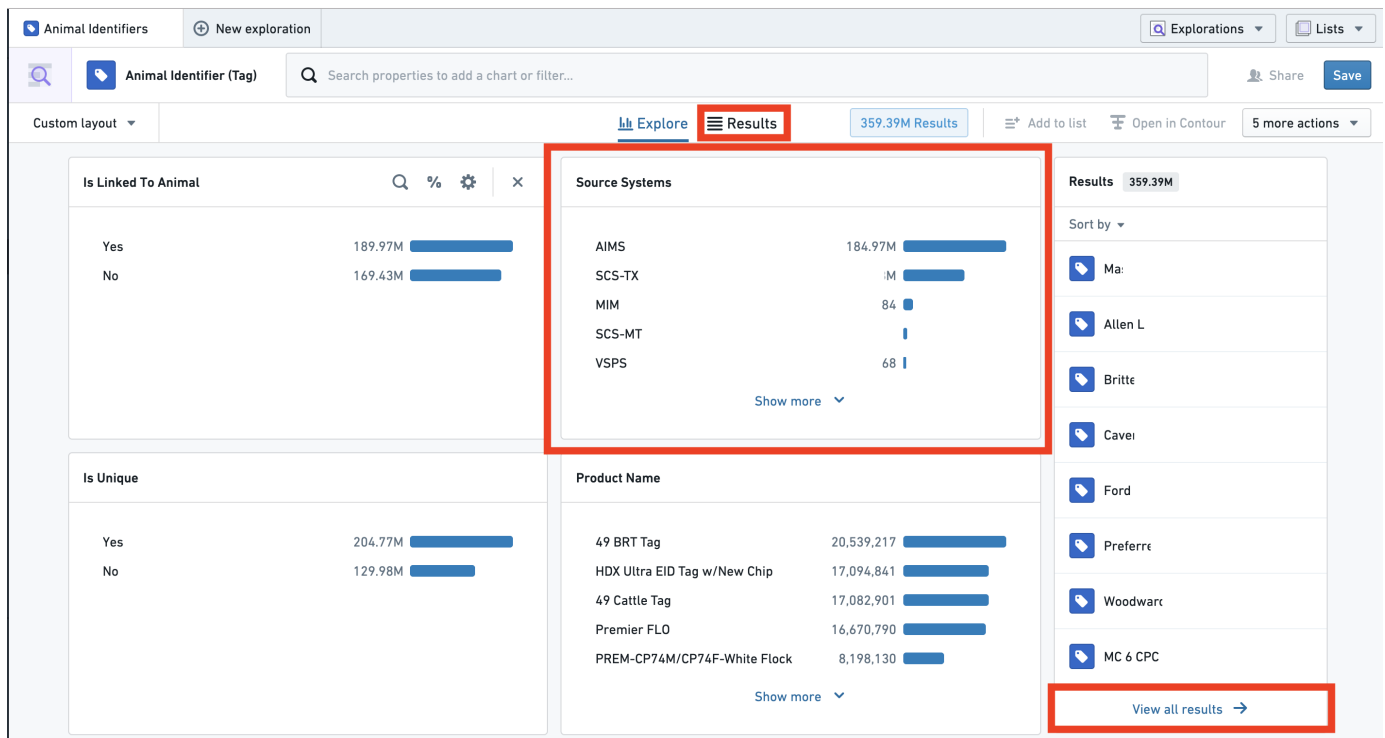 Animal Identifiers
New exploration
Explorations
Lists
Animal Identifier (Tag)
Search properties to add a chart or filter...
Share
Save
Custom layout
Explore
Results
359.39M Results
Add to list
Open in Contour
5 more actions
Is Linked To Animal
%
Yes 189.97M
No 169.43M
Source Systems
AIMS 184.97M
SCS-TX M
MIM 84
SCS-MT
VSPS 68
Show more
Results 359.39M
Sort by
Ma
Allen L
Britte
Cave
Ford
Preferre
Woodward
MC 6 CPC
View all results
Is Unique
Yes 204.77M
No 129.98M
Product Name
49 BRT Tag 20,539,217
HDX Ultra EID Tag w/New Chip 17,094,841
49 Cattle Tag 17,082,901
Premier FLO 16,670,790
PREM-CP74M/CP74F-White Flock 8,198,130
Show more